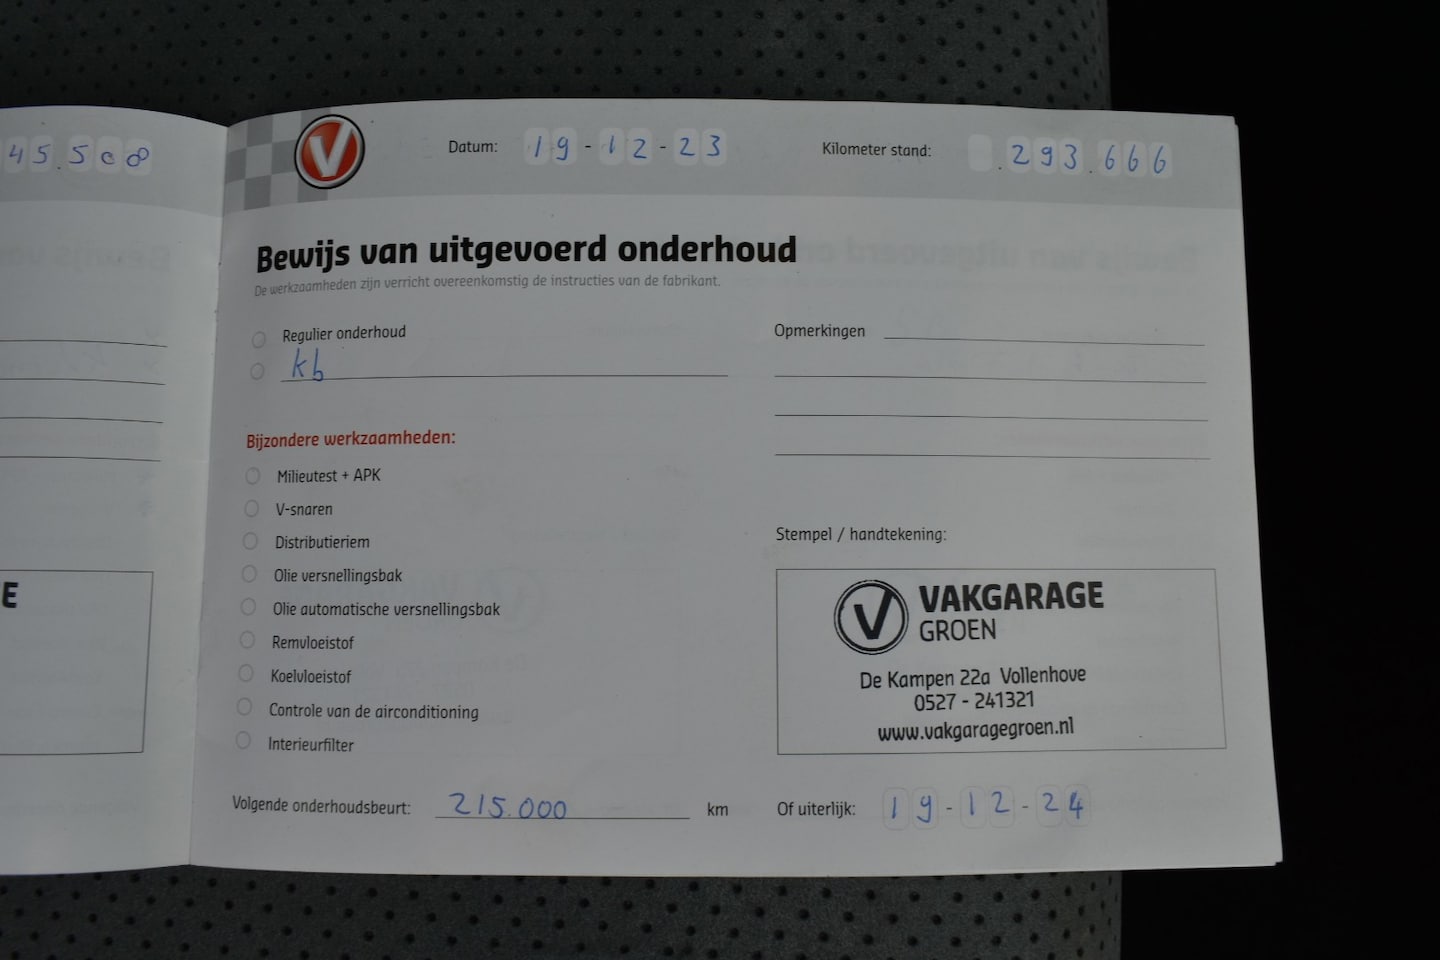 45.508
V
Datum: 19-12-23
Kilometer stand: .293.666
Bewijs van uitgevoerd onderhoud
De werkzaamheden zijn verricht overeenkomstig de instructies van de fabrikant.
Regulier onderhoud
kb
Opmerkingen
Bijzondere werkzaamheden:
Milieutest + APK
V-snaren
Distributieriem
Olie versnellingsbak
Olie automatische versnellingsbak
Remvloeistof
Koelvloeistof
Controle van de airconditioning
Interieurfilter
Stempel / handtekening:
E
V VAKGARAGE
GROEN
De Kampen 22a Vollenhove
0527 - 241321
www.vakgaragegroen.nl
Volgende onderhoudsbeurt: 215.000 km
Of uiterlijk: 19-12-24